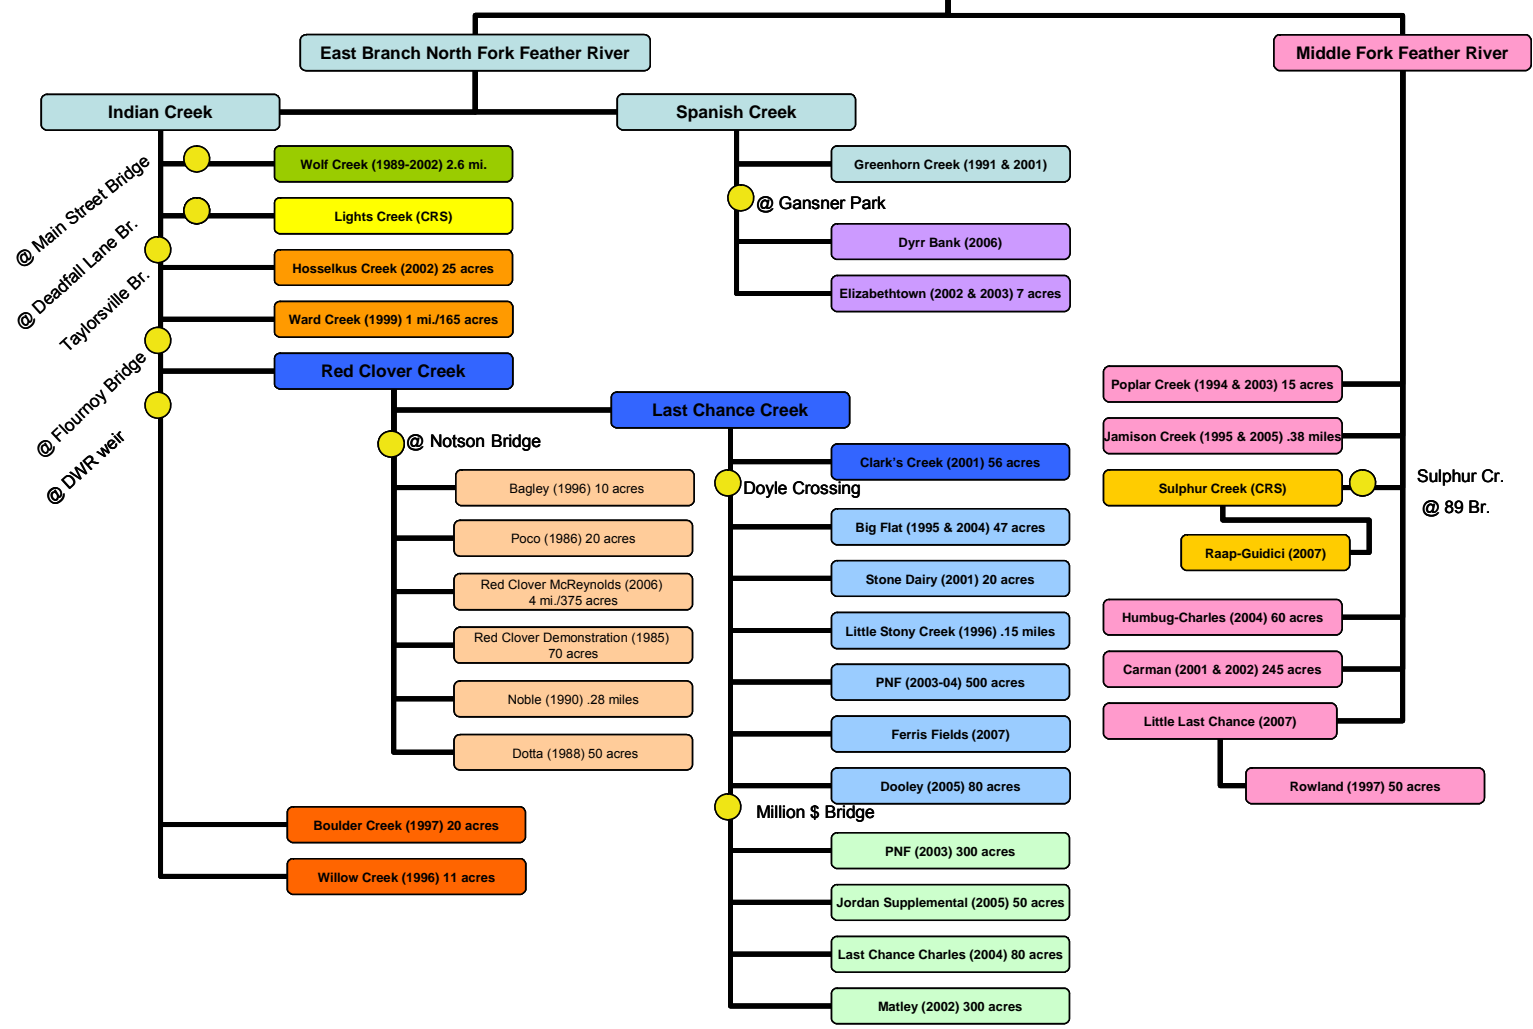 East Branch North Fork Feather River
Middle Fork Feather River
Indian Creek
Spanish Creek
Wolf Creek (1989-2002) 2.6 mi.
Lights Creek (CRS)
Hosselkus Creek (2002) 25 acres
Ward Creek (1999) 1 mi./165 acres
Red Clover Creek
@ Main Street Bridge
@ Deadfall Lane Br.
Taylorsville Br.
@ Flournoy Bridge
@ DWR weir
Greenhorn Creek (1991 & 2001)
@ Gansner Park
Dyrr Bank (2006)
Elizabethtown (2002 & 2003) 7 acres
Last Chance Creek
@ Notson Bridge
Bagley (1996) 10 acres
Poco (1986) 20 acres
Red Clover McReynolds (2006)
4 mi./375 acres
Red Clover Demonstration (1985)
70 acres
Noble (1990) .28 miles
Dotta (1988) 50 acres
Boulder Creek (1997) 20 acres
Willow Creek (1996) 11 acres
Clark's Creek (2001) 56 acres
Doyle Crossing
Big Flat (1995 & 2004) 47 acres
Stone Dairy (2001) 20 acres
Little Stony Creek (1996) .15 miles
PNF (2003-04) 500 acres
Ferris Fields (2007)
Dooley (2005) 80 acres
Million $ Bridge
PNF (2003) 300 acres
Jordan Supplemental (2005) 50 acres
Last Chance Charles (2004) 80 acres
Matley (2002) 300 acres
Poplar Creek (1994 & 2003) 15 acres
Jamison Creek (1995 & 2005) .38 miles
Sulphur Creek (CRS)
Sulphur Cr.
@ 89 Br.
Raap-Guidici (2007)
Humbug-Charles (2004) 60 acres
Carman (2001 & 2002) 245 acres
Little Last Chance (2007)
Rowland (1997) 50 acres